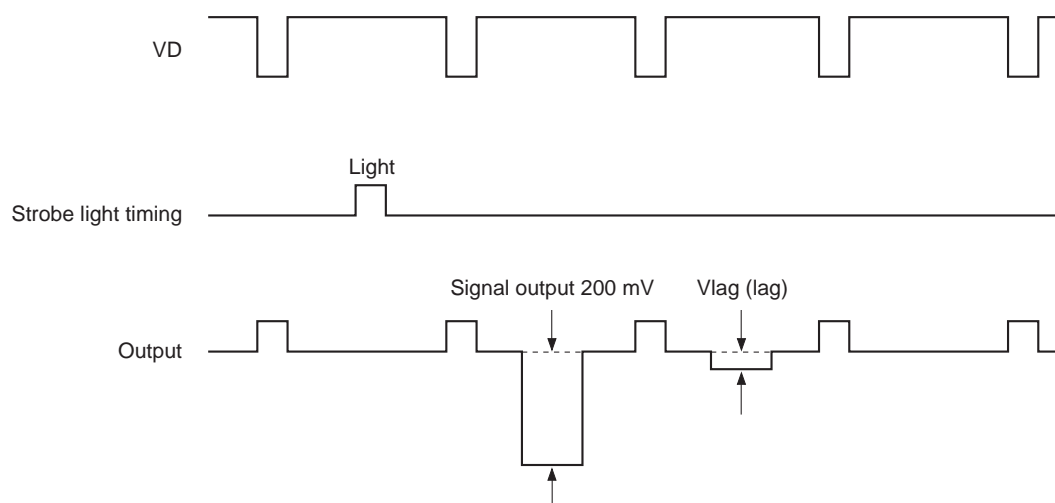 VD
Light
Strobe light timing
Signal output 200 mV
Vlag (lag)
Output